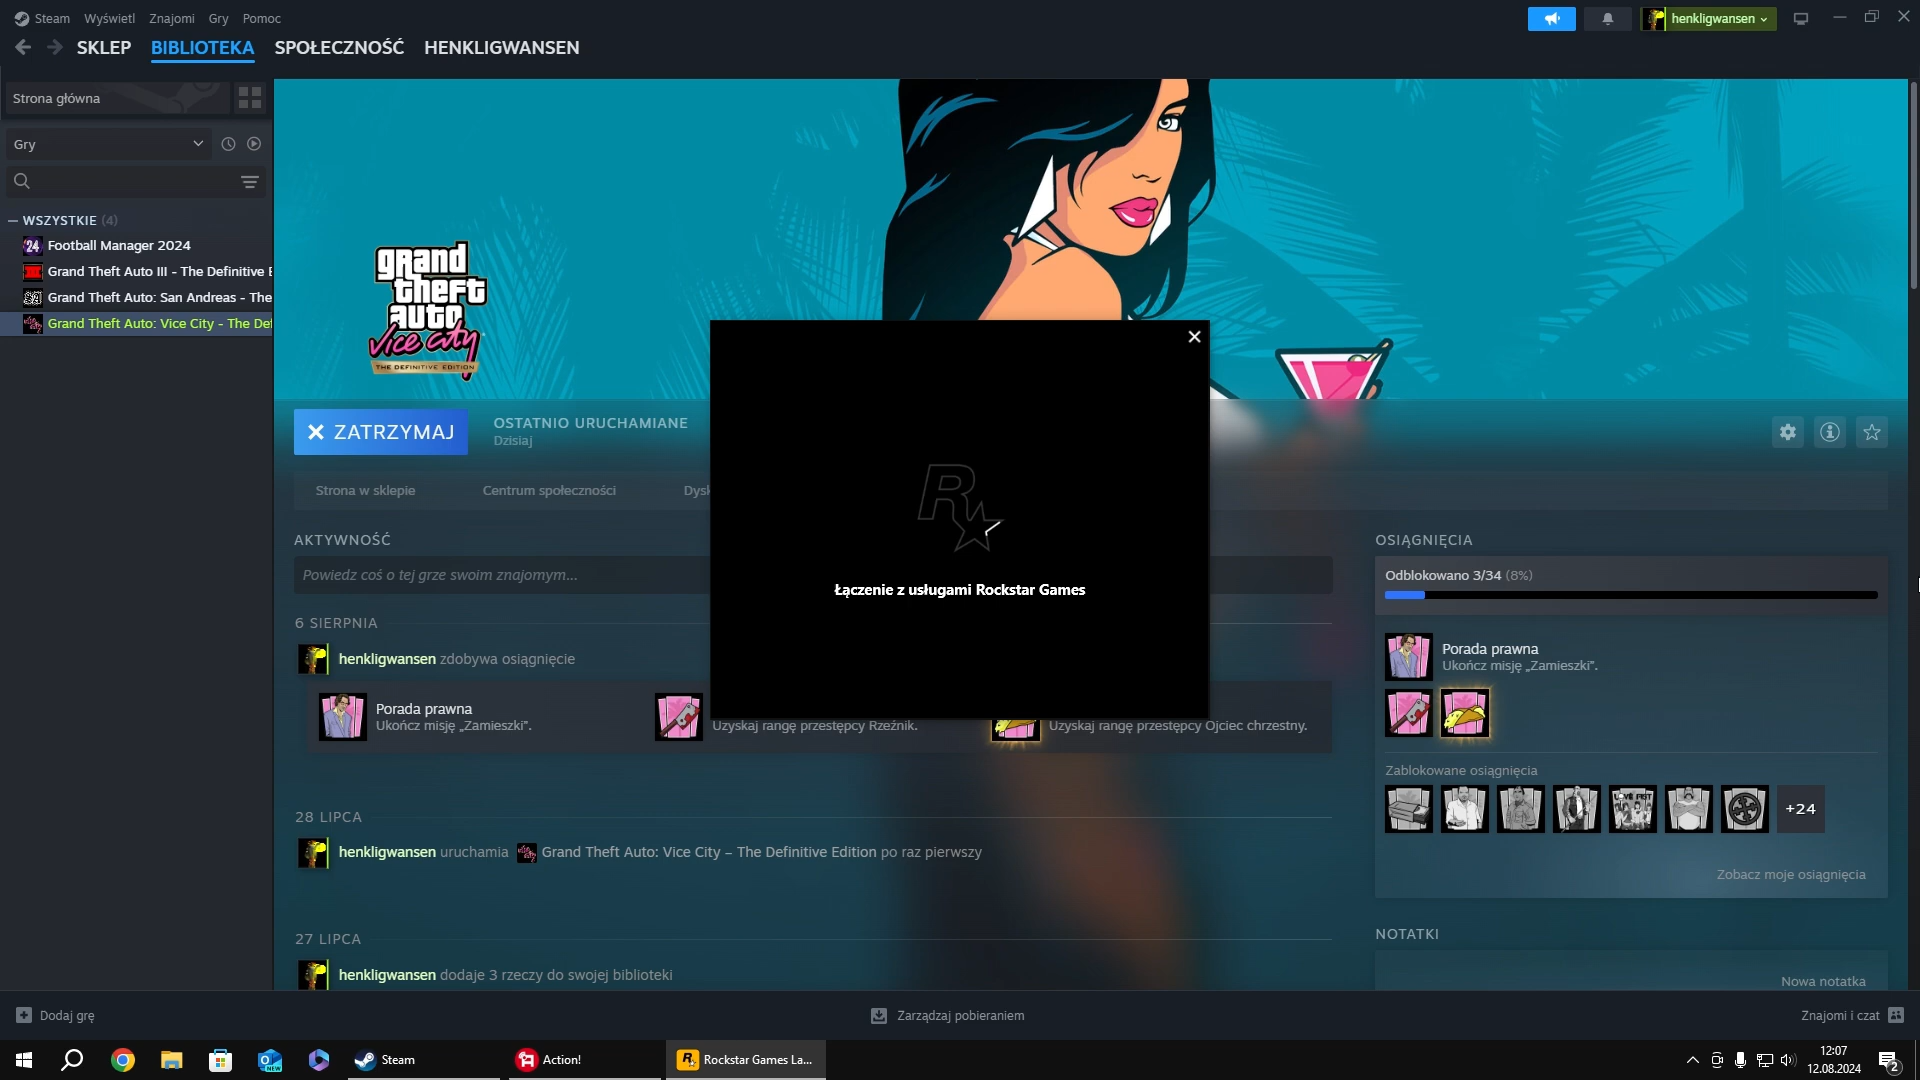 Steam Wyświetl Znajomi Gry Pomoc
henkligwansen
SKLEP BIBLIOTEKA SPOŁECZNOŚĆ HENKLIGWANSEN
Strona główna
Gry
WSZYSTKIE (4)
Football Manager 2024
Grand Theft Auto III - The Definitive E
Grand Theft Auto: San Andreas - The
Grand Theft Auto: Vice City - The Def
grand
theft
auto
vice city
THE DEFINITIVE EDITION
ZATRZYMAJ
OSTATNIO URUCHAMIANE
Dzisiaj
Strona w sklepie Centrum społeczności Dysk
Łączenie z usługami Rockstar Games
AKTYWNOŚĆ
Powiedz coś o tej grze swoim znajomym...
6 SIERPNIA
henkligwansen zdobywa osiągnięcie
Porada prawna
Ukończ misję „Zamieszki”.
Uzyskaj rangę przestępcy Rzeźnik.
Uzyskaj rangę przestępcy Ojciec chrzestny.
28 LIPCA
henkligwansen uruchamia Grand Theft Auto: Vice City – The Definitive Edition po raz pierwszy
27 LIPCA
henkligwansen dodaje 3 rzeczy do swojej biblioteki
OSIĄGNIĘCIA
Odblokowano 3/34 (8%)
Porada prawna
Ukończ misję „Zamieszki”.
Zablokowane osiągnięcia
LOVE FIST
+24
Zobacz moje osiągnięcia
NOTATKI
Nowa notatka
Dodaj grę
Zarządzaj pobieraniem
Znajomi i czat
NEW
Steam
Action!
Rockstar Games La...
12:07
12.08.2024
2